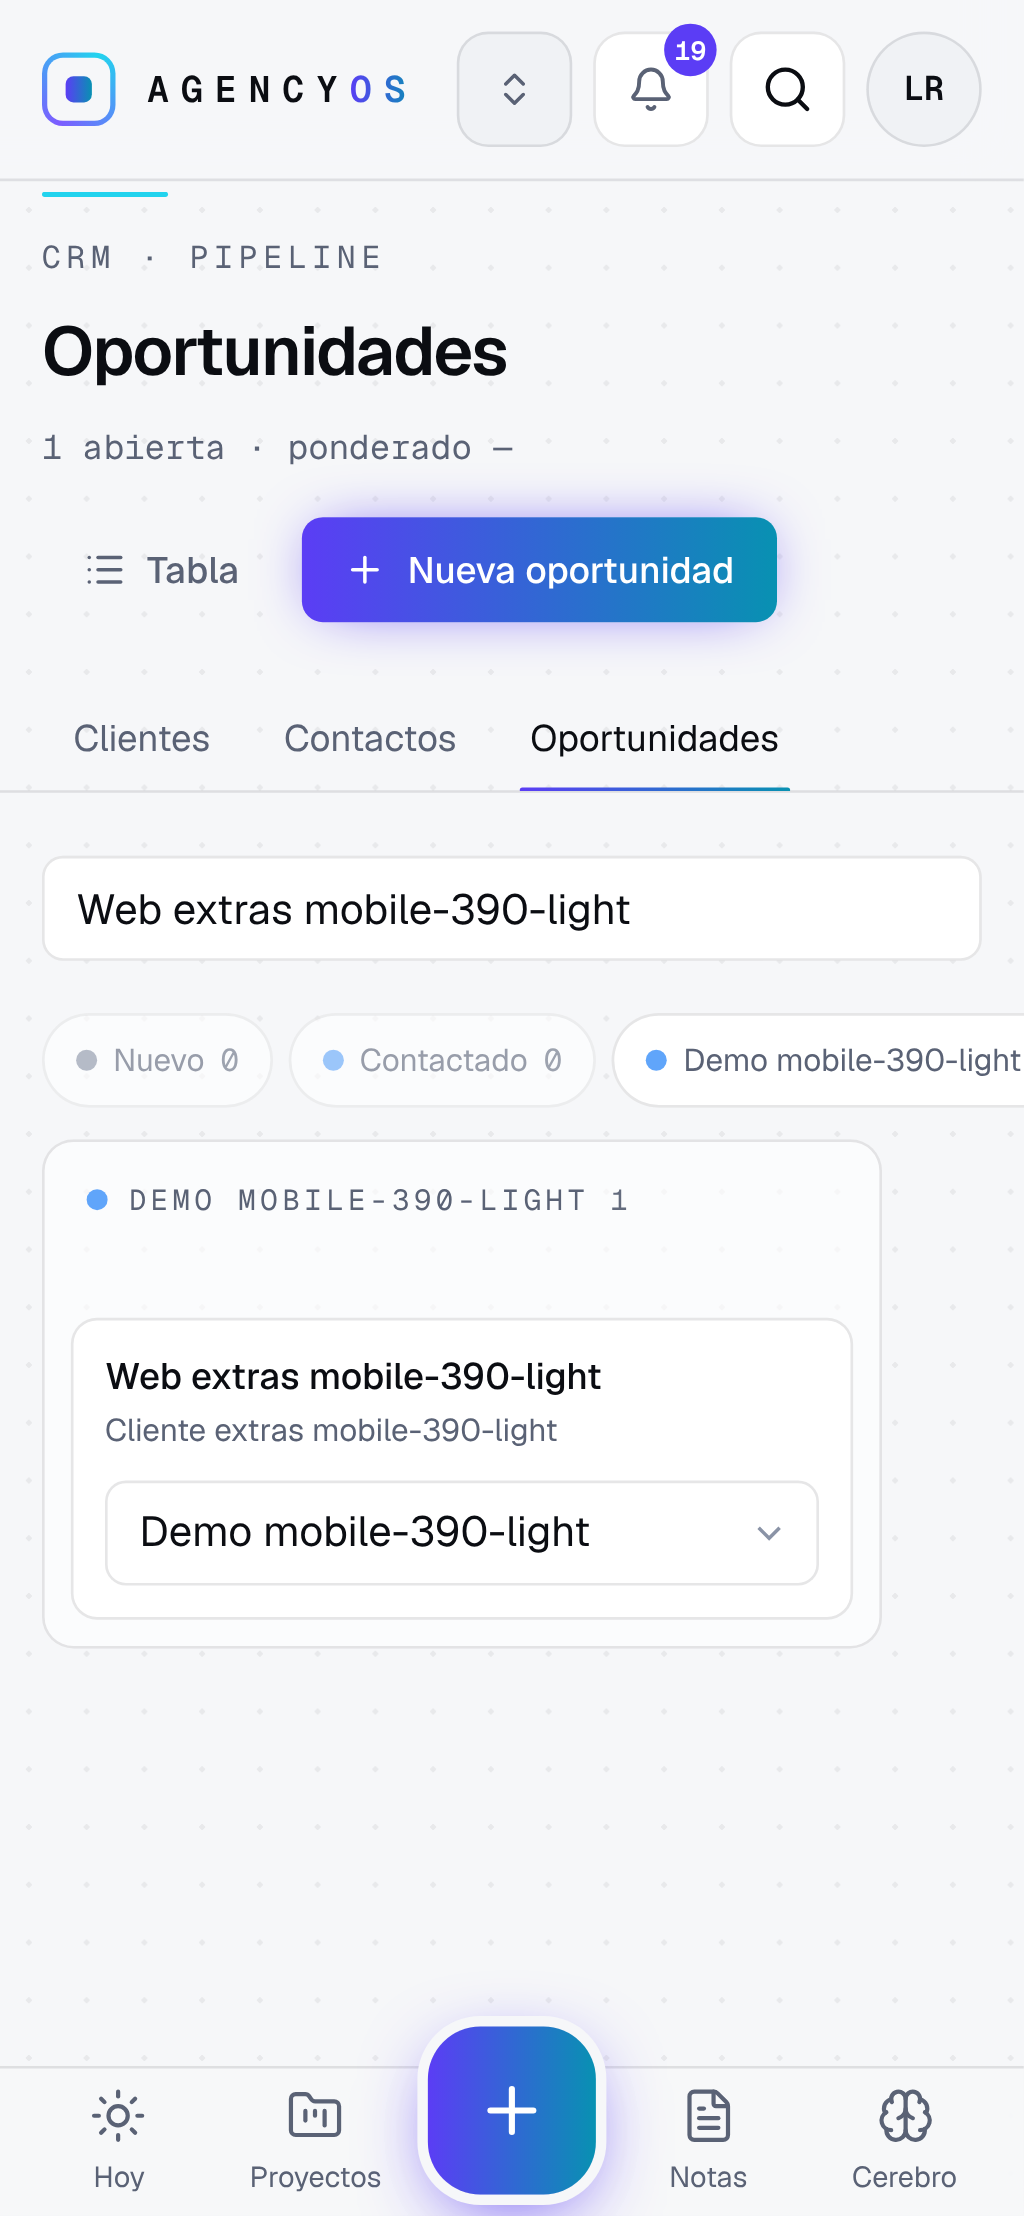 AGENCYOS
19
LR
CRM · PIPELINE
Oportunidades
1 abierta · ponderado —
Tabla
Nueva oportunidad
Clientes
Contactos
Oportunidades
Web extras mobile-390-light
Nuevo 0
Contactado 0
Demo mobile-390-light
DEMO MOBILE-390-LIGHT 1
Web extras mobile-390-light
Cliente extras mobile-390-light
Demo mobile-390-light
Hoy
Proyectos
Notas
Cerebro